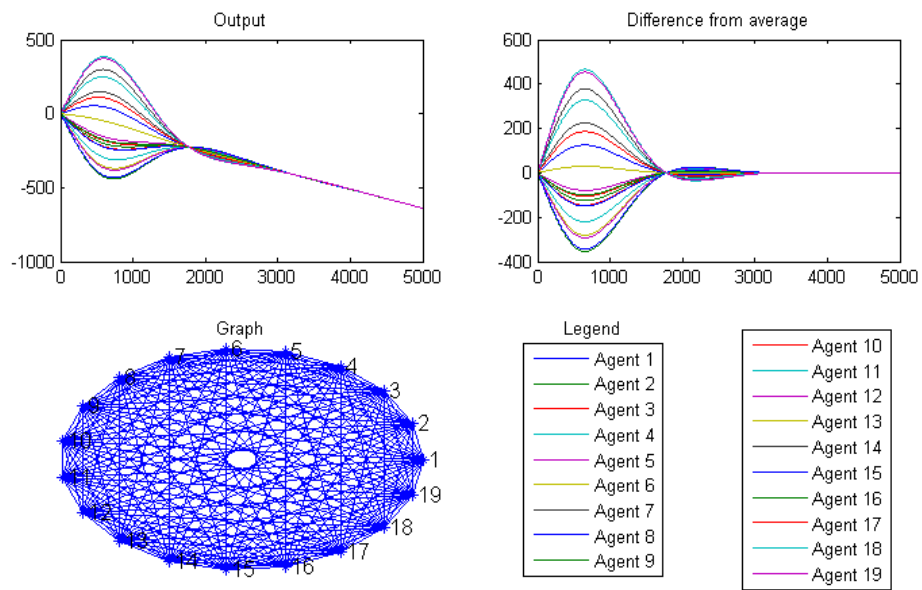 Output
500
0
-500
-1000
0
1000
2000
3000
4000
5000
Difference from average
600
400
200
0
-200
-400
0
1000
2000
3000
4000
5000
Graph
1
2
3
4
5
6
7
8
9
10
11
12
13
14
15
16
17
18
19
Legend
Agent 1
Agent 2
Agent 3
Agent 4
Agent 5
Agent 6
Agent 7
Agent 8
Agent 9
Agent 10
Agent 11
Agent 12
Agent 13
Agent 14
Agent 15
Agent 16
Agent 17
Agent 18
Agent 19